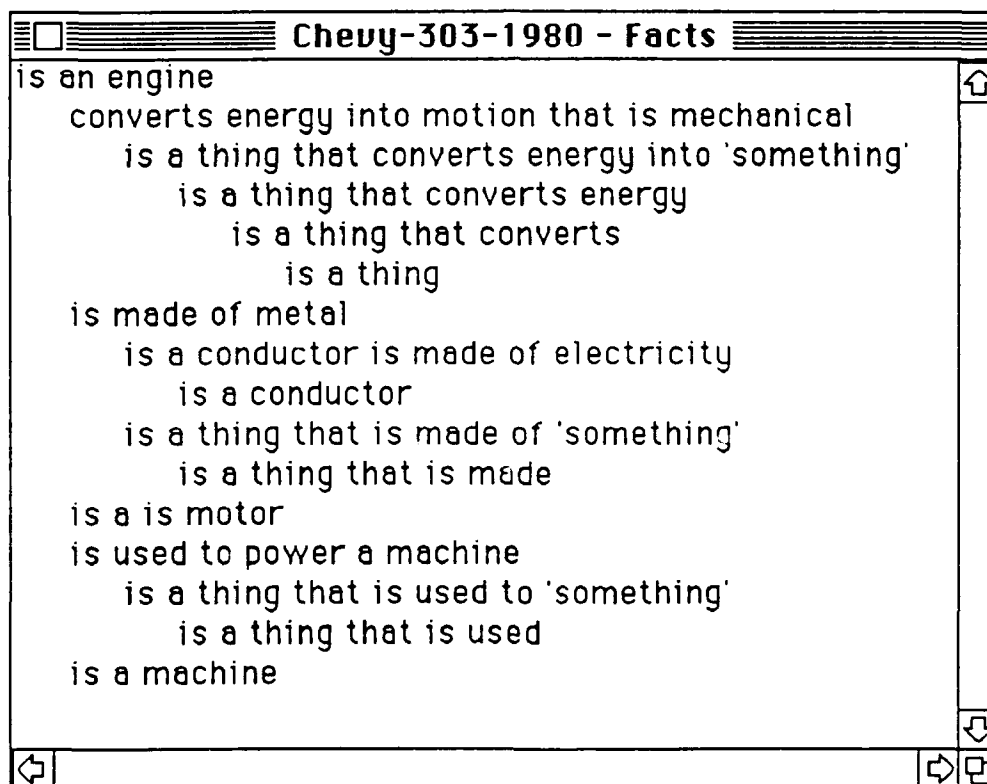 Chevy-303-1980 - Facts
is an engine
converts energy into motion that is mechanical
is a thing that converts energy into 'something'
is a thing that converts energy
is a thing that converts
is a thing
is made of metal
is a conductor is made of electricity
is a conductor
is a thing that is made of 'something'
is a thing that is made
is a is motor
is used to power a machine
is a thing that is used to 'something'
is a thing that is used
is a machine